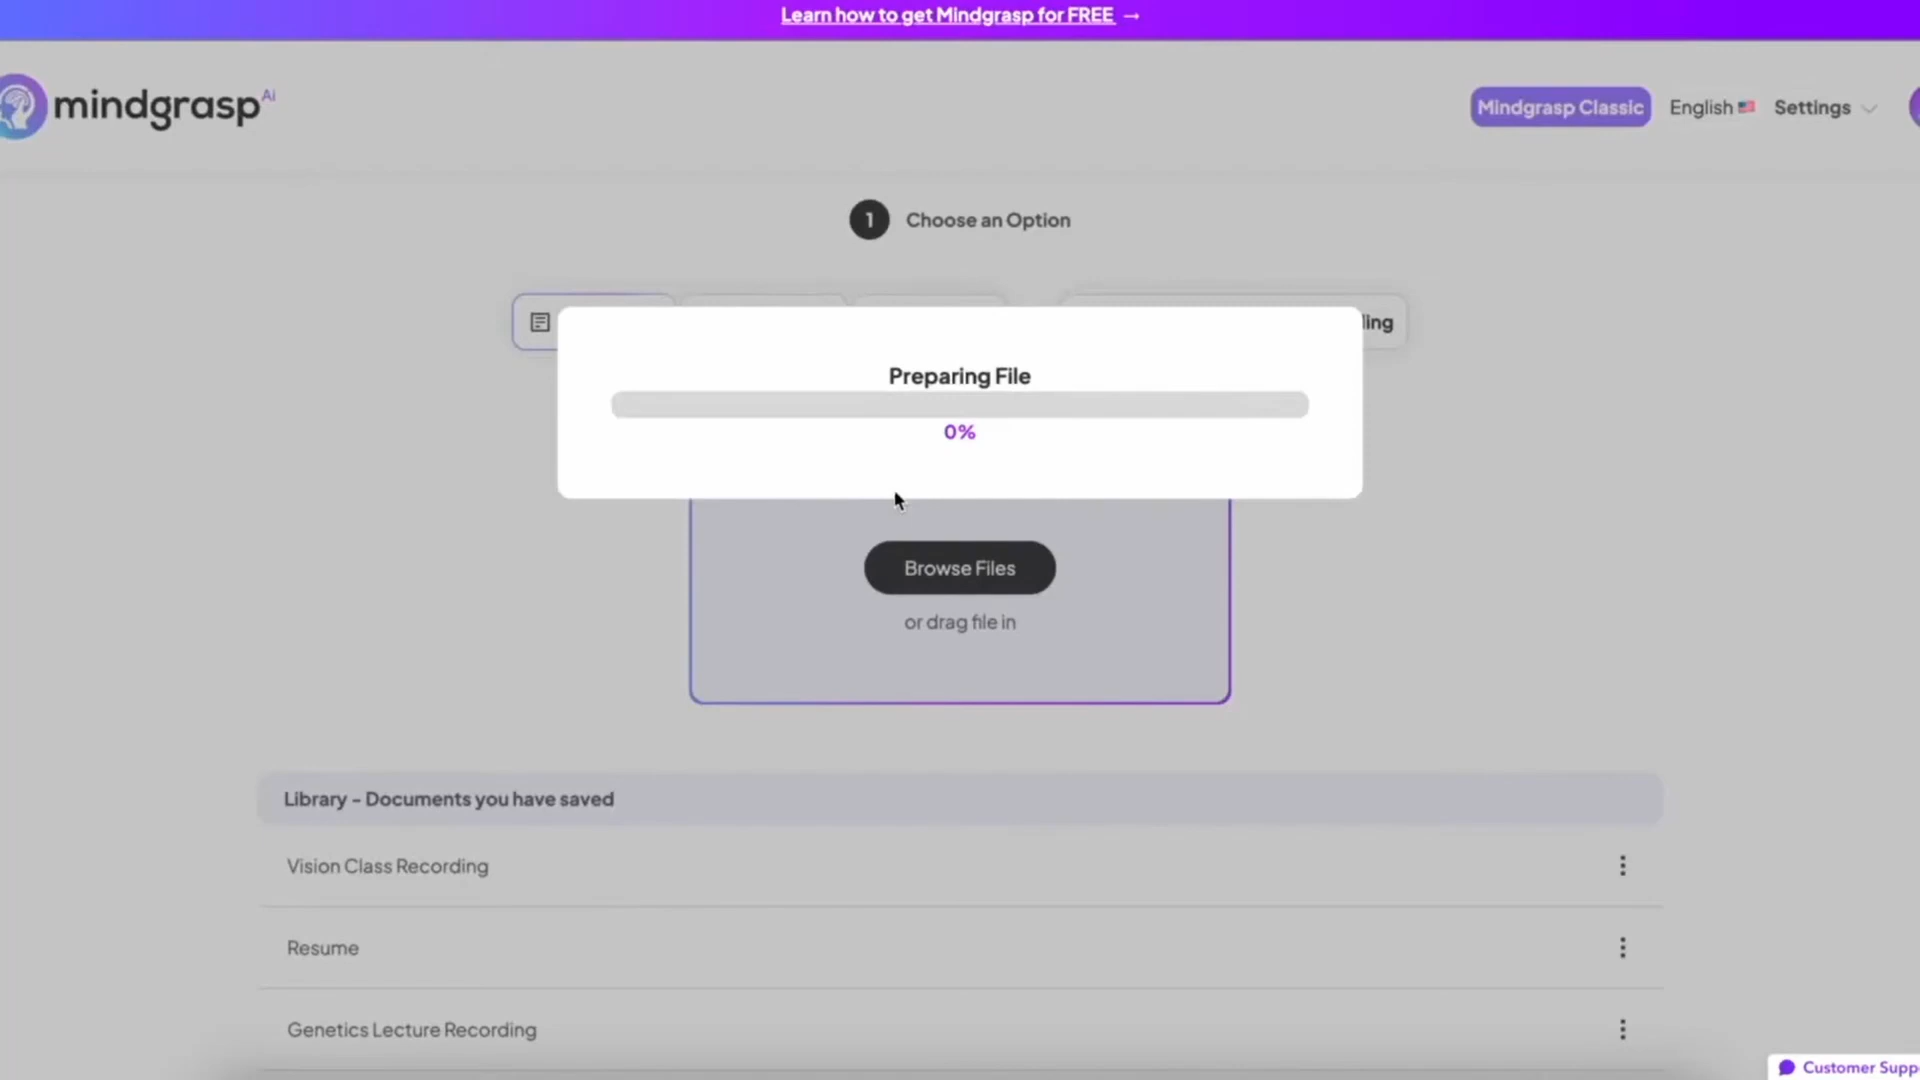 Learn how to get Mindgrasp for FREE →
mindgrasp AI
Mindgrasp Classic
English
Settings
1 Choose an Option
ling
Preparing File
0%
Browse Files
or drag file in
Library - Documents you have saved
Vision Class Recording
Resume
Genetics Lecture Recording
Customer Supp